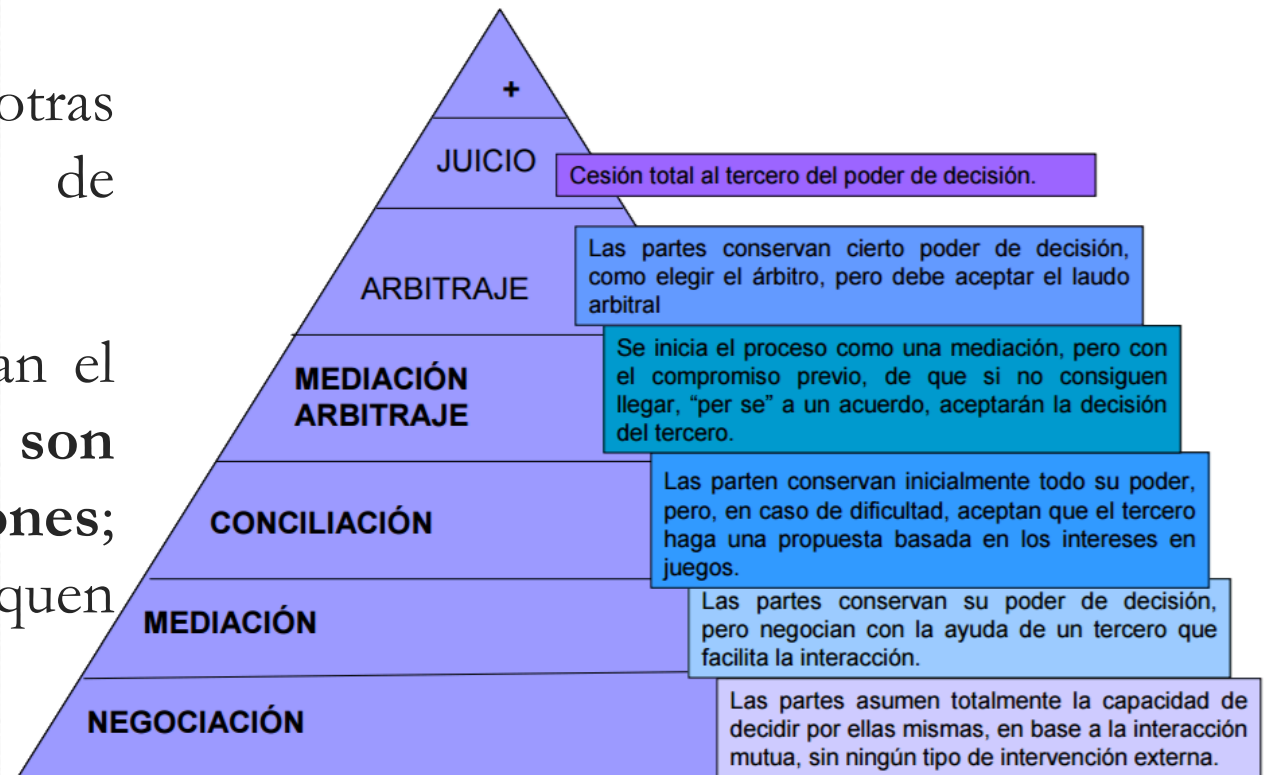 otras
de
an el
son
ones;
quen
+
JUICIO
Cesión total al tercero del poder de decisión.
ARBITRAJE
Las partes conservan cierto poder de decisión,
como elegir el árbitro, pero debe aceptar el laudo
arbitral
MEDIACIÓN
ARBITRAJE
Se inicia el proceso como una mediación, pero con
el compromiso previo, de que si no consiguen
llegar, “per se” a un acuerdo, aceptarán la decisión
del tercero.
CONCILIACIÓN
Las parten conservan inicialmente todo su poder,
pero, en caso de dificultad, aceptan que el tercero
haga una propuesta basada en los intereses en
juegos.
MEDIACIÓN
Las partes conservan su poder de decisión,
pero negocian con la ayuda de un tercero que
facilita la interacción.
NEGOCIACIÓN
Las partes asumen totalmente la capacidad de
decidir por ellas mismas, en base a la interacción
mutua, sin ningún tipo de intervención externa.